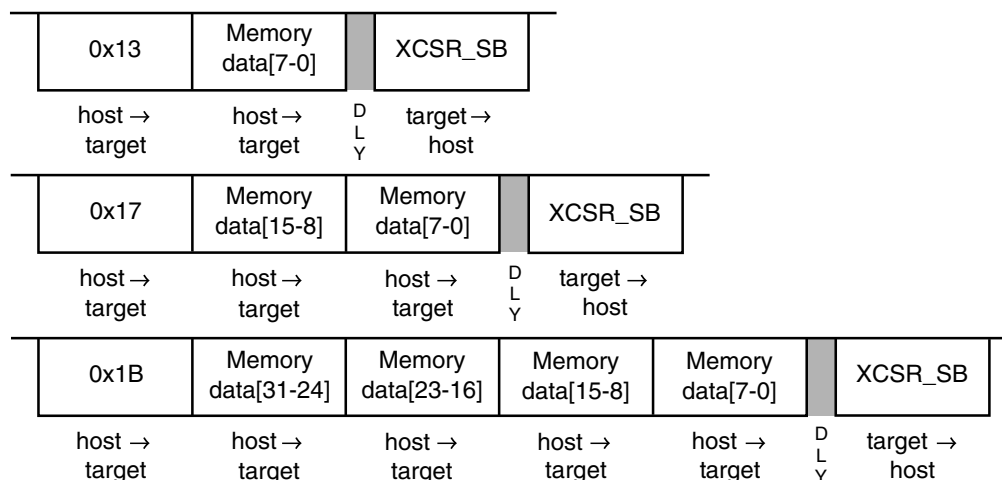 0x13 Memory data[7-0] XCSR_SB
host → target host → target D L Y target → host
0x17 Memory data[15-8] Memory data[7-0] XCSR_SB
host → target host → target host → target D L Y target → host
0x1B Memory data[31-24] Memory data[23-16] Memory data[15-8] Memory data[7-0] XCSR_SB
host → target host → target host → target host → target host → target D L Y target → host